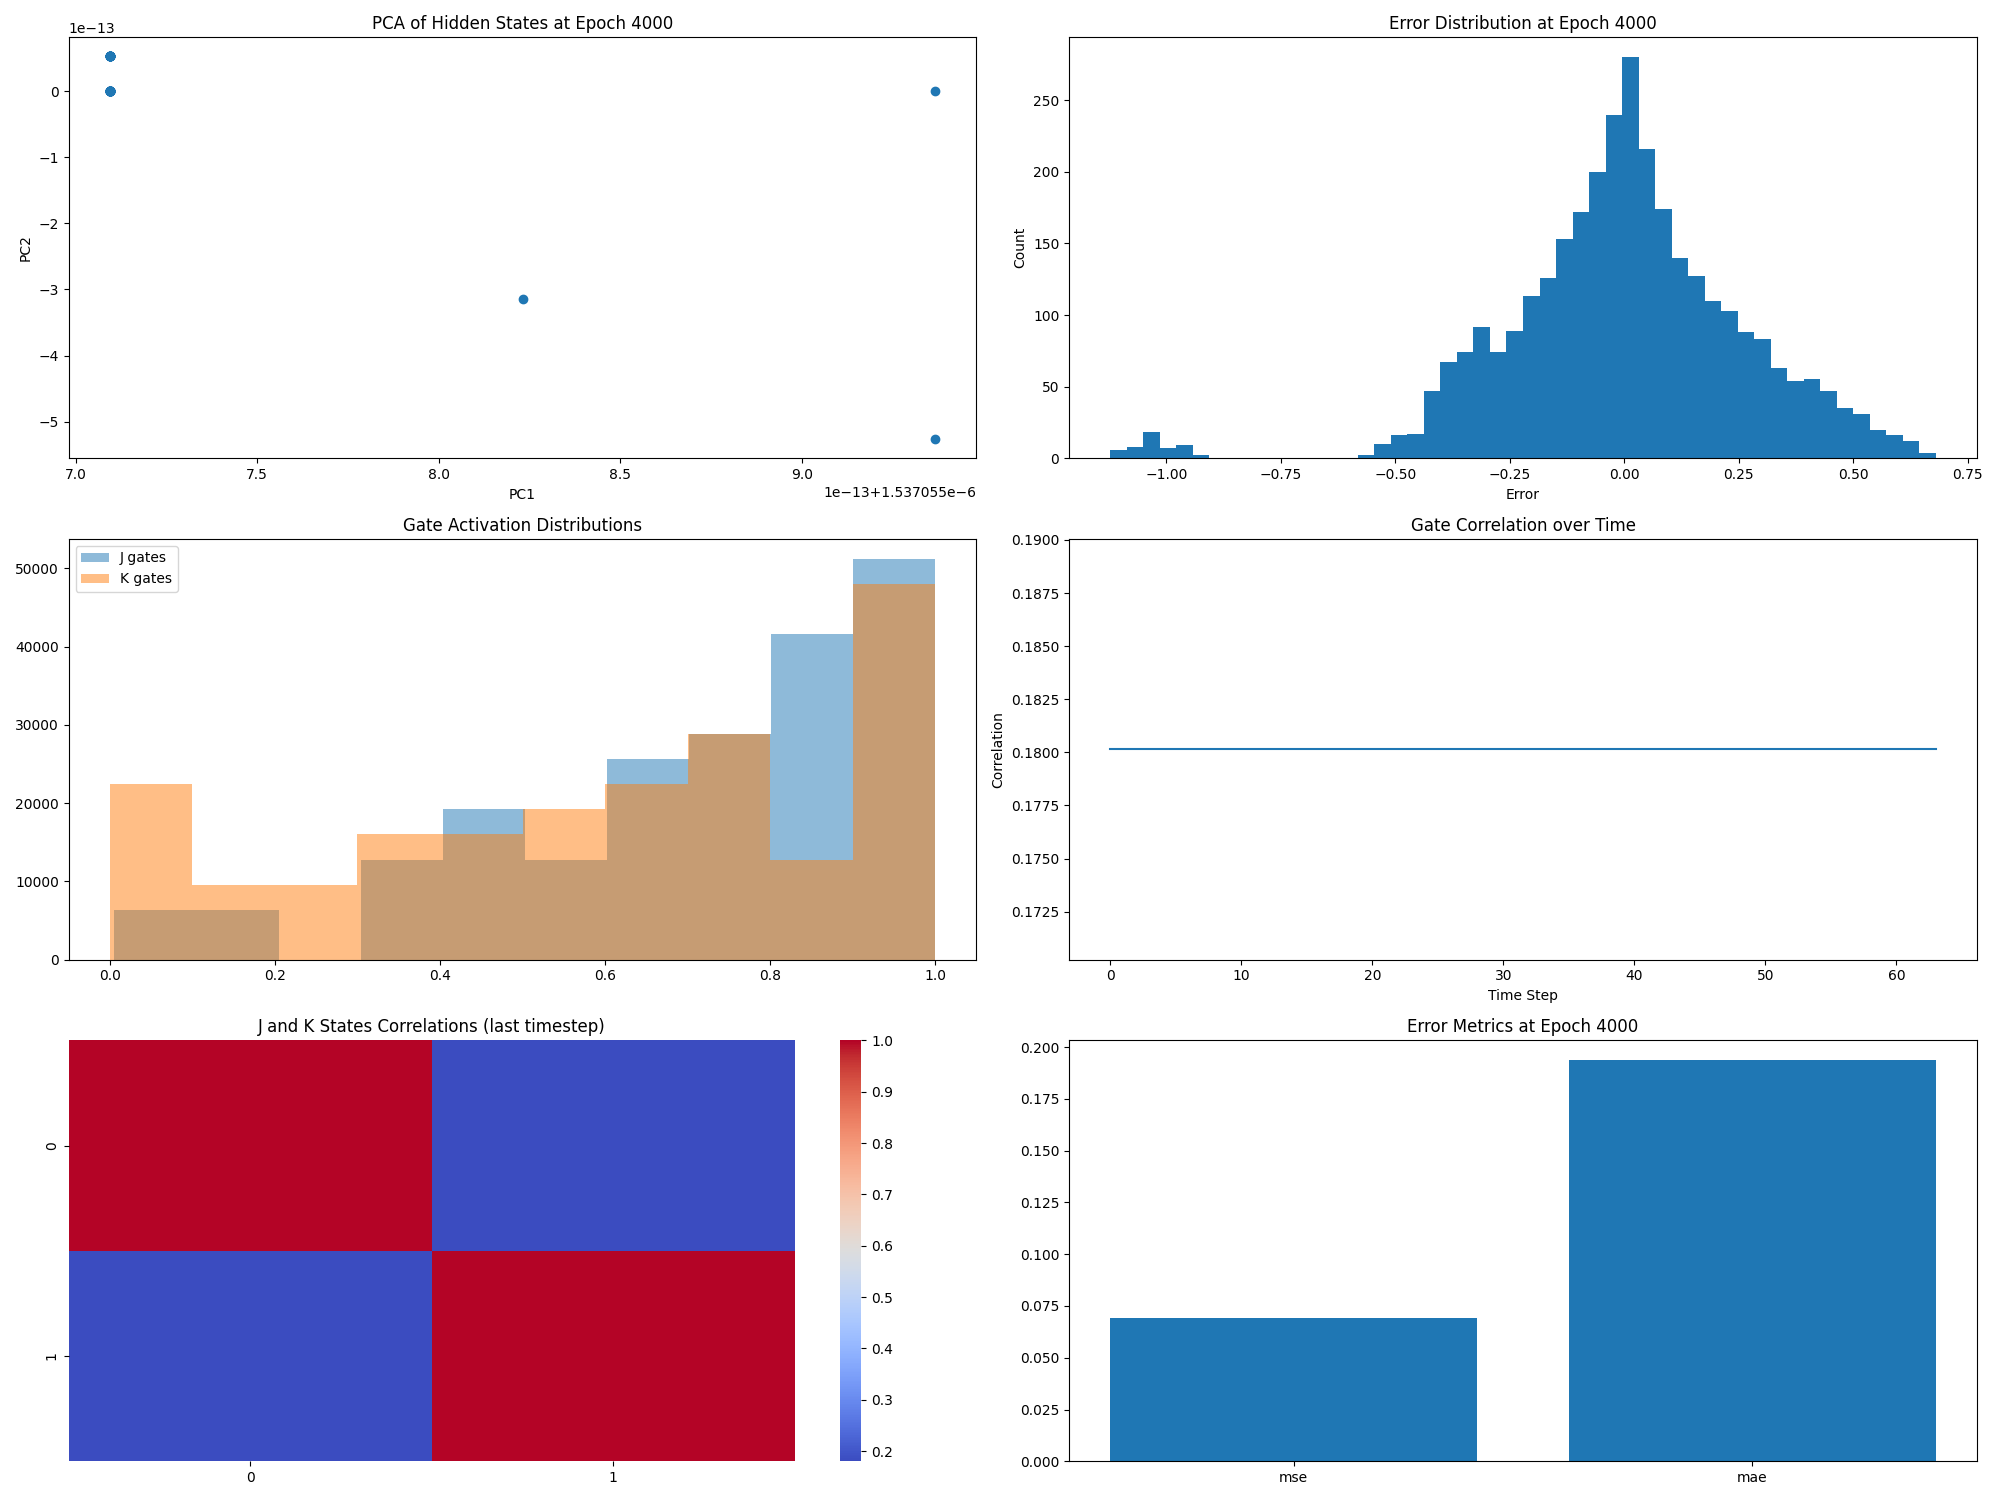 PCA of Hidden States at Epoch 4000
1e−13
0
−1
−2
−3
−4
−5
PC2
7.0 7.5 8.0 8.5 9.0
1e−13+1.537055e−6
PC1
Error Distribution at Epoch 4000
250
200
150
100
50
0
Count
−1.00 −0.75 −0.50 −0.25 0.00 0.25 0.50 0.75
Error
Gate Activation Distributions
J gates
K gates
50000
40000
30000
20000
10000
0
0.0 0.2 0.4 0.6 0.8 1.0
Gate Correlation over Time
0.1900
0.1875
0.1850
0.1825
0.1800
0.1775
0.1750
0.1725
Correlation
0 10 20 30 40 50 60
Time Step
J and K States Correlations (last timestep)
0
1
0 1
1.0
0.9
0.8
0.7
0.6
0.5
0.4
0.3
0.2
Error Metrics at Epoch 4000
0.200
0.175
0.150
0.125
0.100
0.075
0.050
0.025
0.000
mse mae